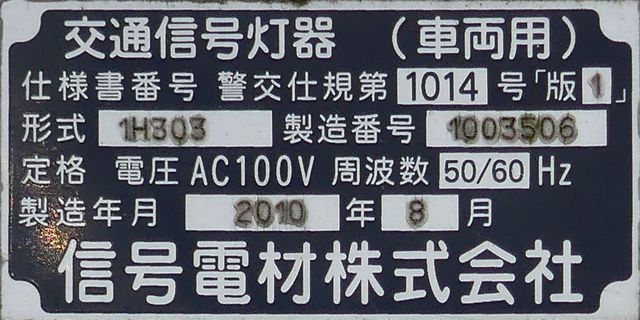 交通信号灯器 (車両用)
仕様書番号 警交仕規第 1014 号「版 1」
形式 1H303 製造番号 1003506
定格 電圧 AC100V 周波数 50/60 Hz
製造年月 2010 年 8 月
信号電材株式会社